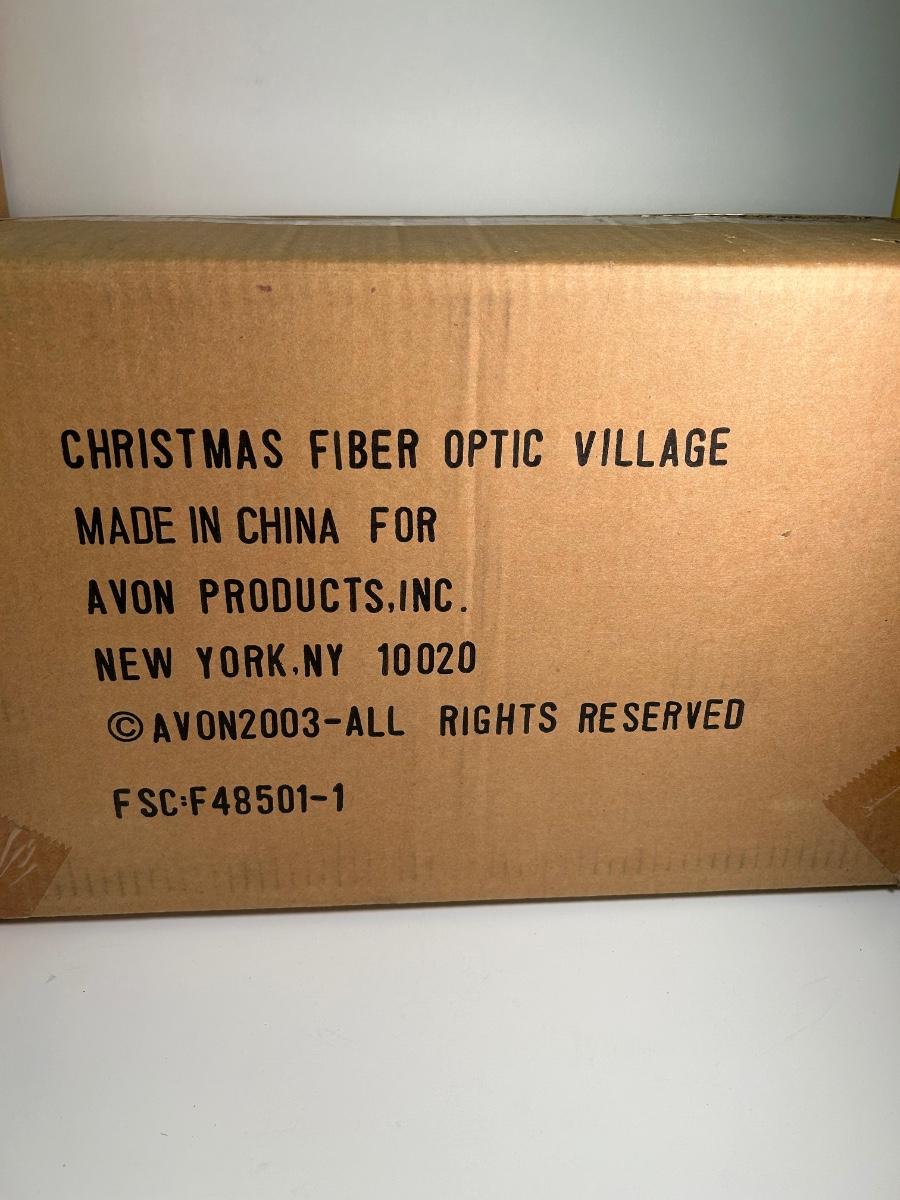 CHRISTMAS FIBER OPTIC VILLAGE
MADE IN CHINA FOR
AVON PRODUCTS,INC.
NEW YORK,NY 10020
©AVON2003-ALL RIGHTS RESERVED
FSC:F48501-1